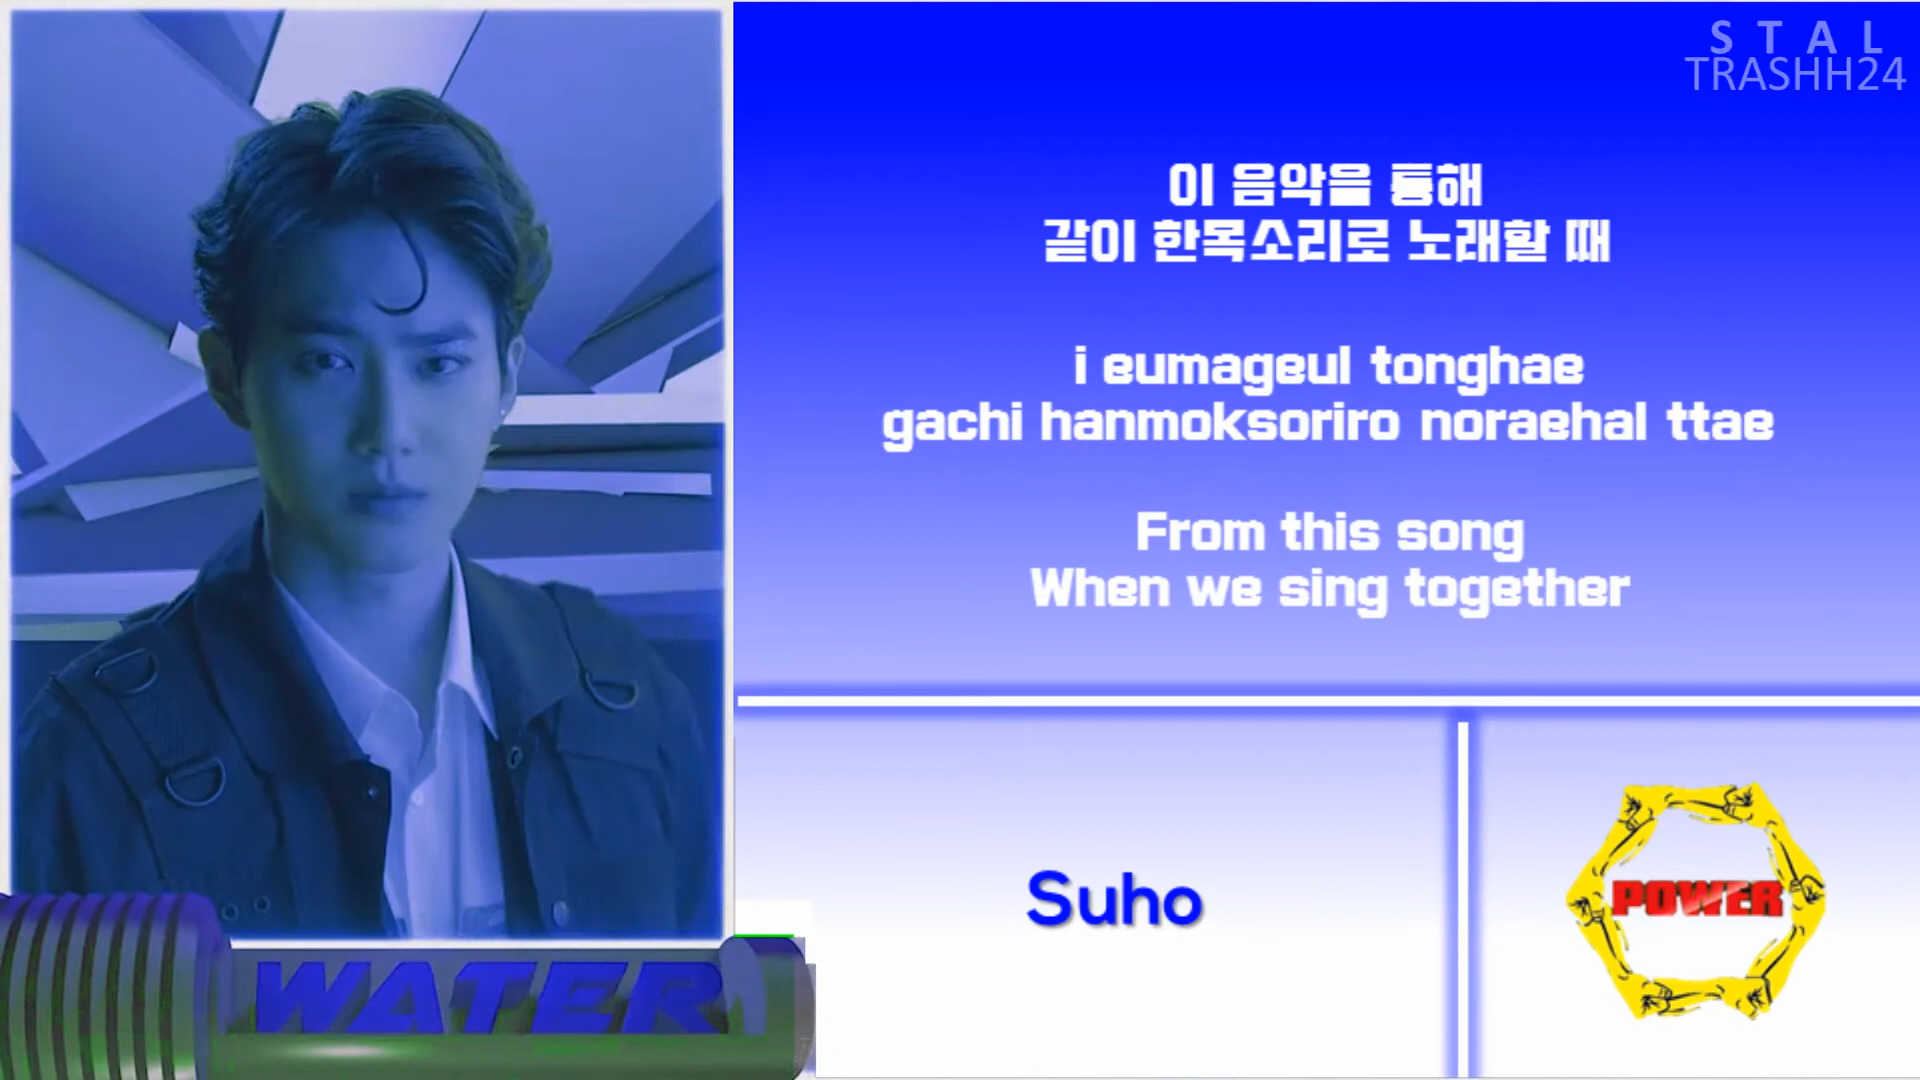 S T A L
TRASHH24
이 음악을 통해
같이 한목소리로 노래할 때
i eumageul tonghae
gachi hanmoksoriro noraehal ttae
From this song
When we sing together
Suho
POWER
WATER